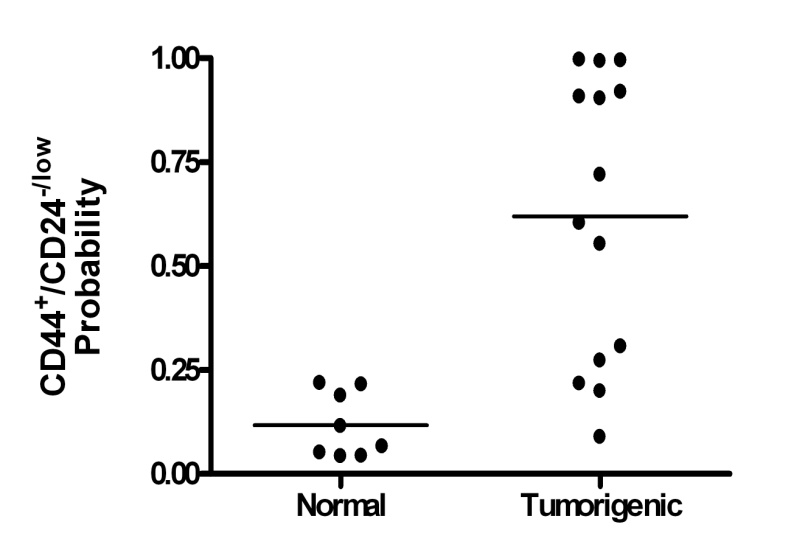 CD44⁺/CD24⁻/ˡᵒʷ
Probability
1.00
0.75
0.50
0.25
0.00
Normal
Tumorigenic